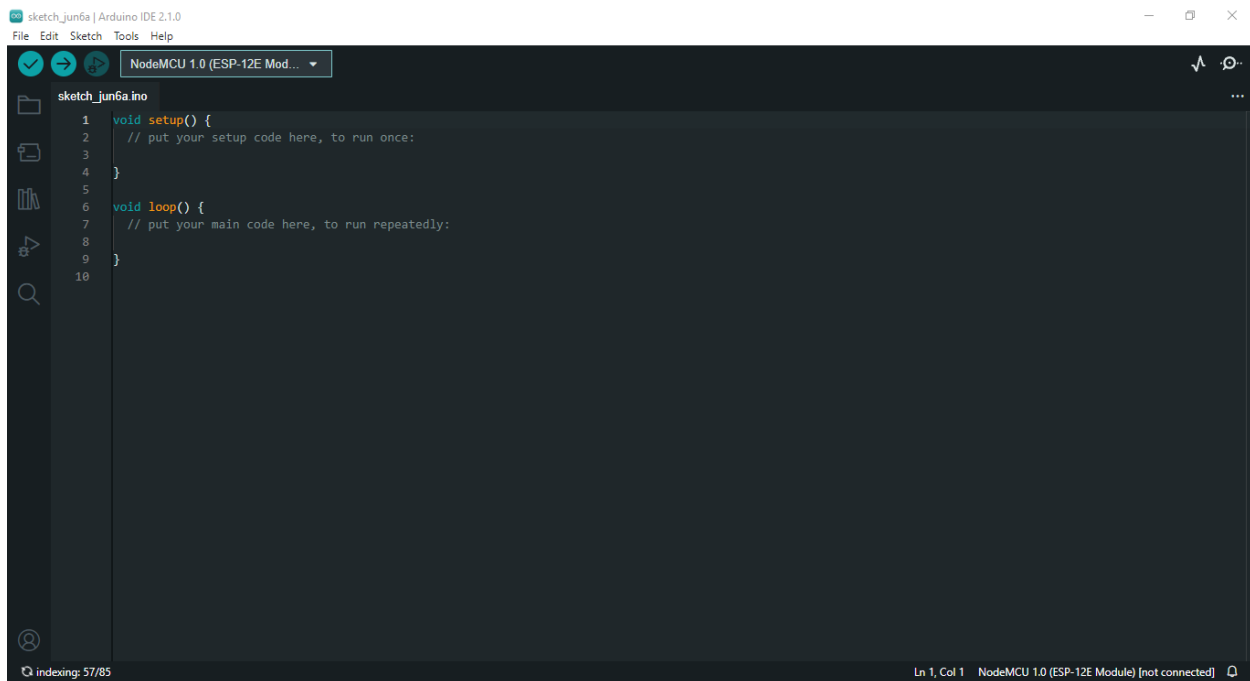 sketch_jun6a | Arduino IDE 2.1.0
File Edit Sketch Tools Help
NodeMCU 1.0 (ESP-12E Mod...
sketch_jun6a.ino
1 void setup() {
2 // put your setup code here, to run once:
3
4 }
5
6 void loop() {
7 // put your main code here, to run repeatedly:
8
9 }
10
indexing: 57/85
Ln 1, Col 1 NodeMCU 1.0 (ESP-12E Module) [not connected]